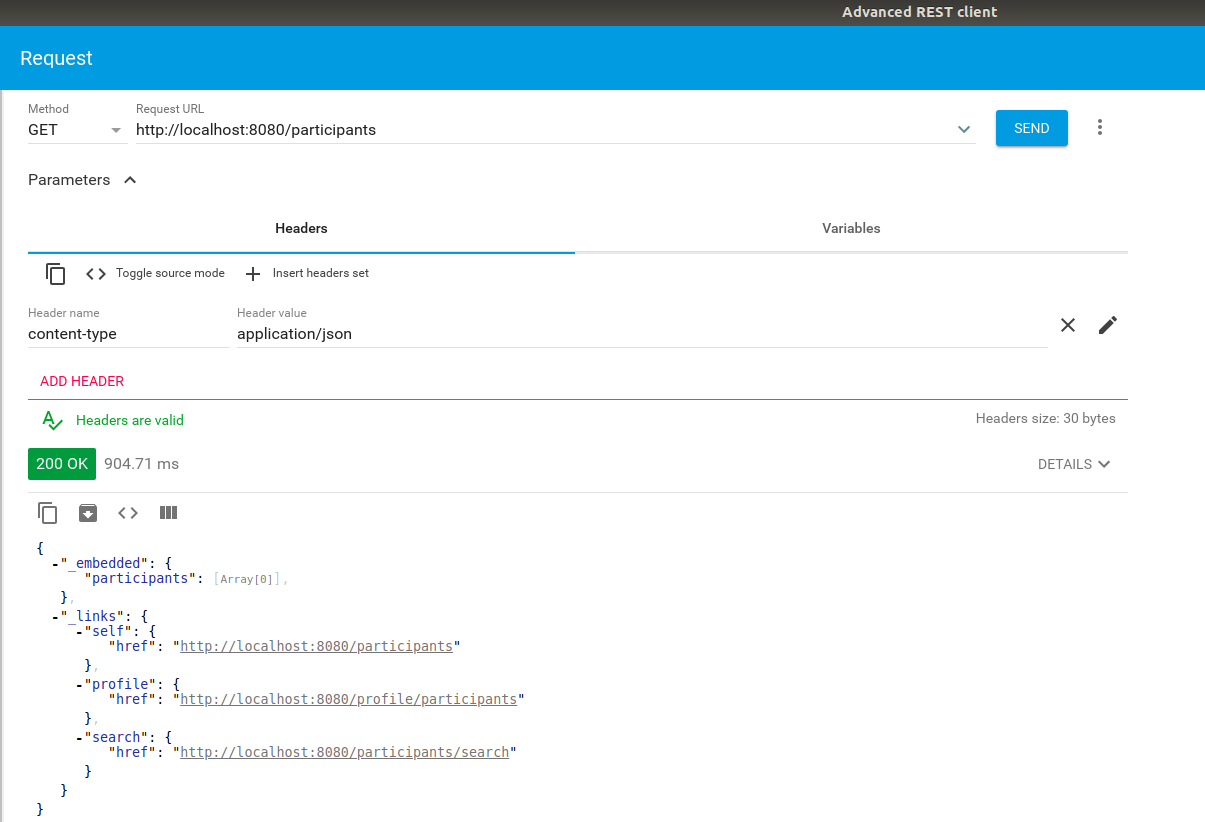 Advanced REST client
Request
Method
Request URL
GET
http://localhost:8080/participants
SEND
Parameters
Headers
Variables
Toggle source mode
Insert headers set
Header name
Header value
content-type
application/json
ADD HEADER
Headers are valid
Headers size: 30 bytes
200 OK
904.71 ms
DETAILS
{
-"_embedded": {
"participants": [Array[0]],
},
-"_links": {
-"self": {
"href": "http://localhost:8080/participants"
},
-"profile": {
"href": "http://localhost:8080/profile/participants"
},
-"search": {
"href": "http://localhost:8080/participants/search"
}
}
}